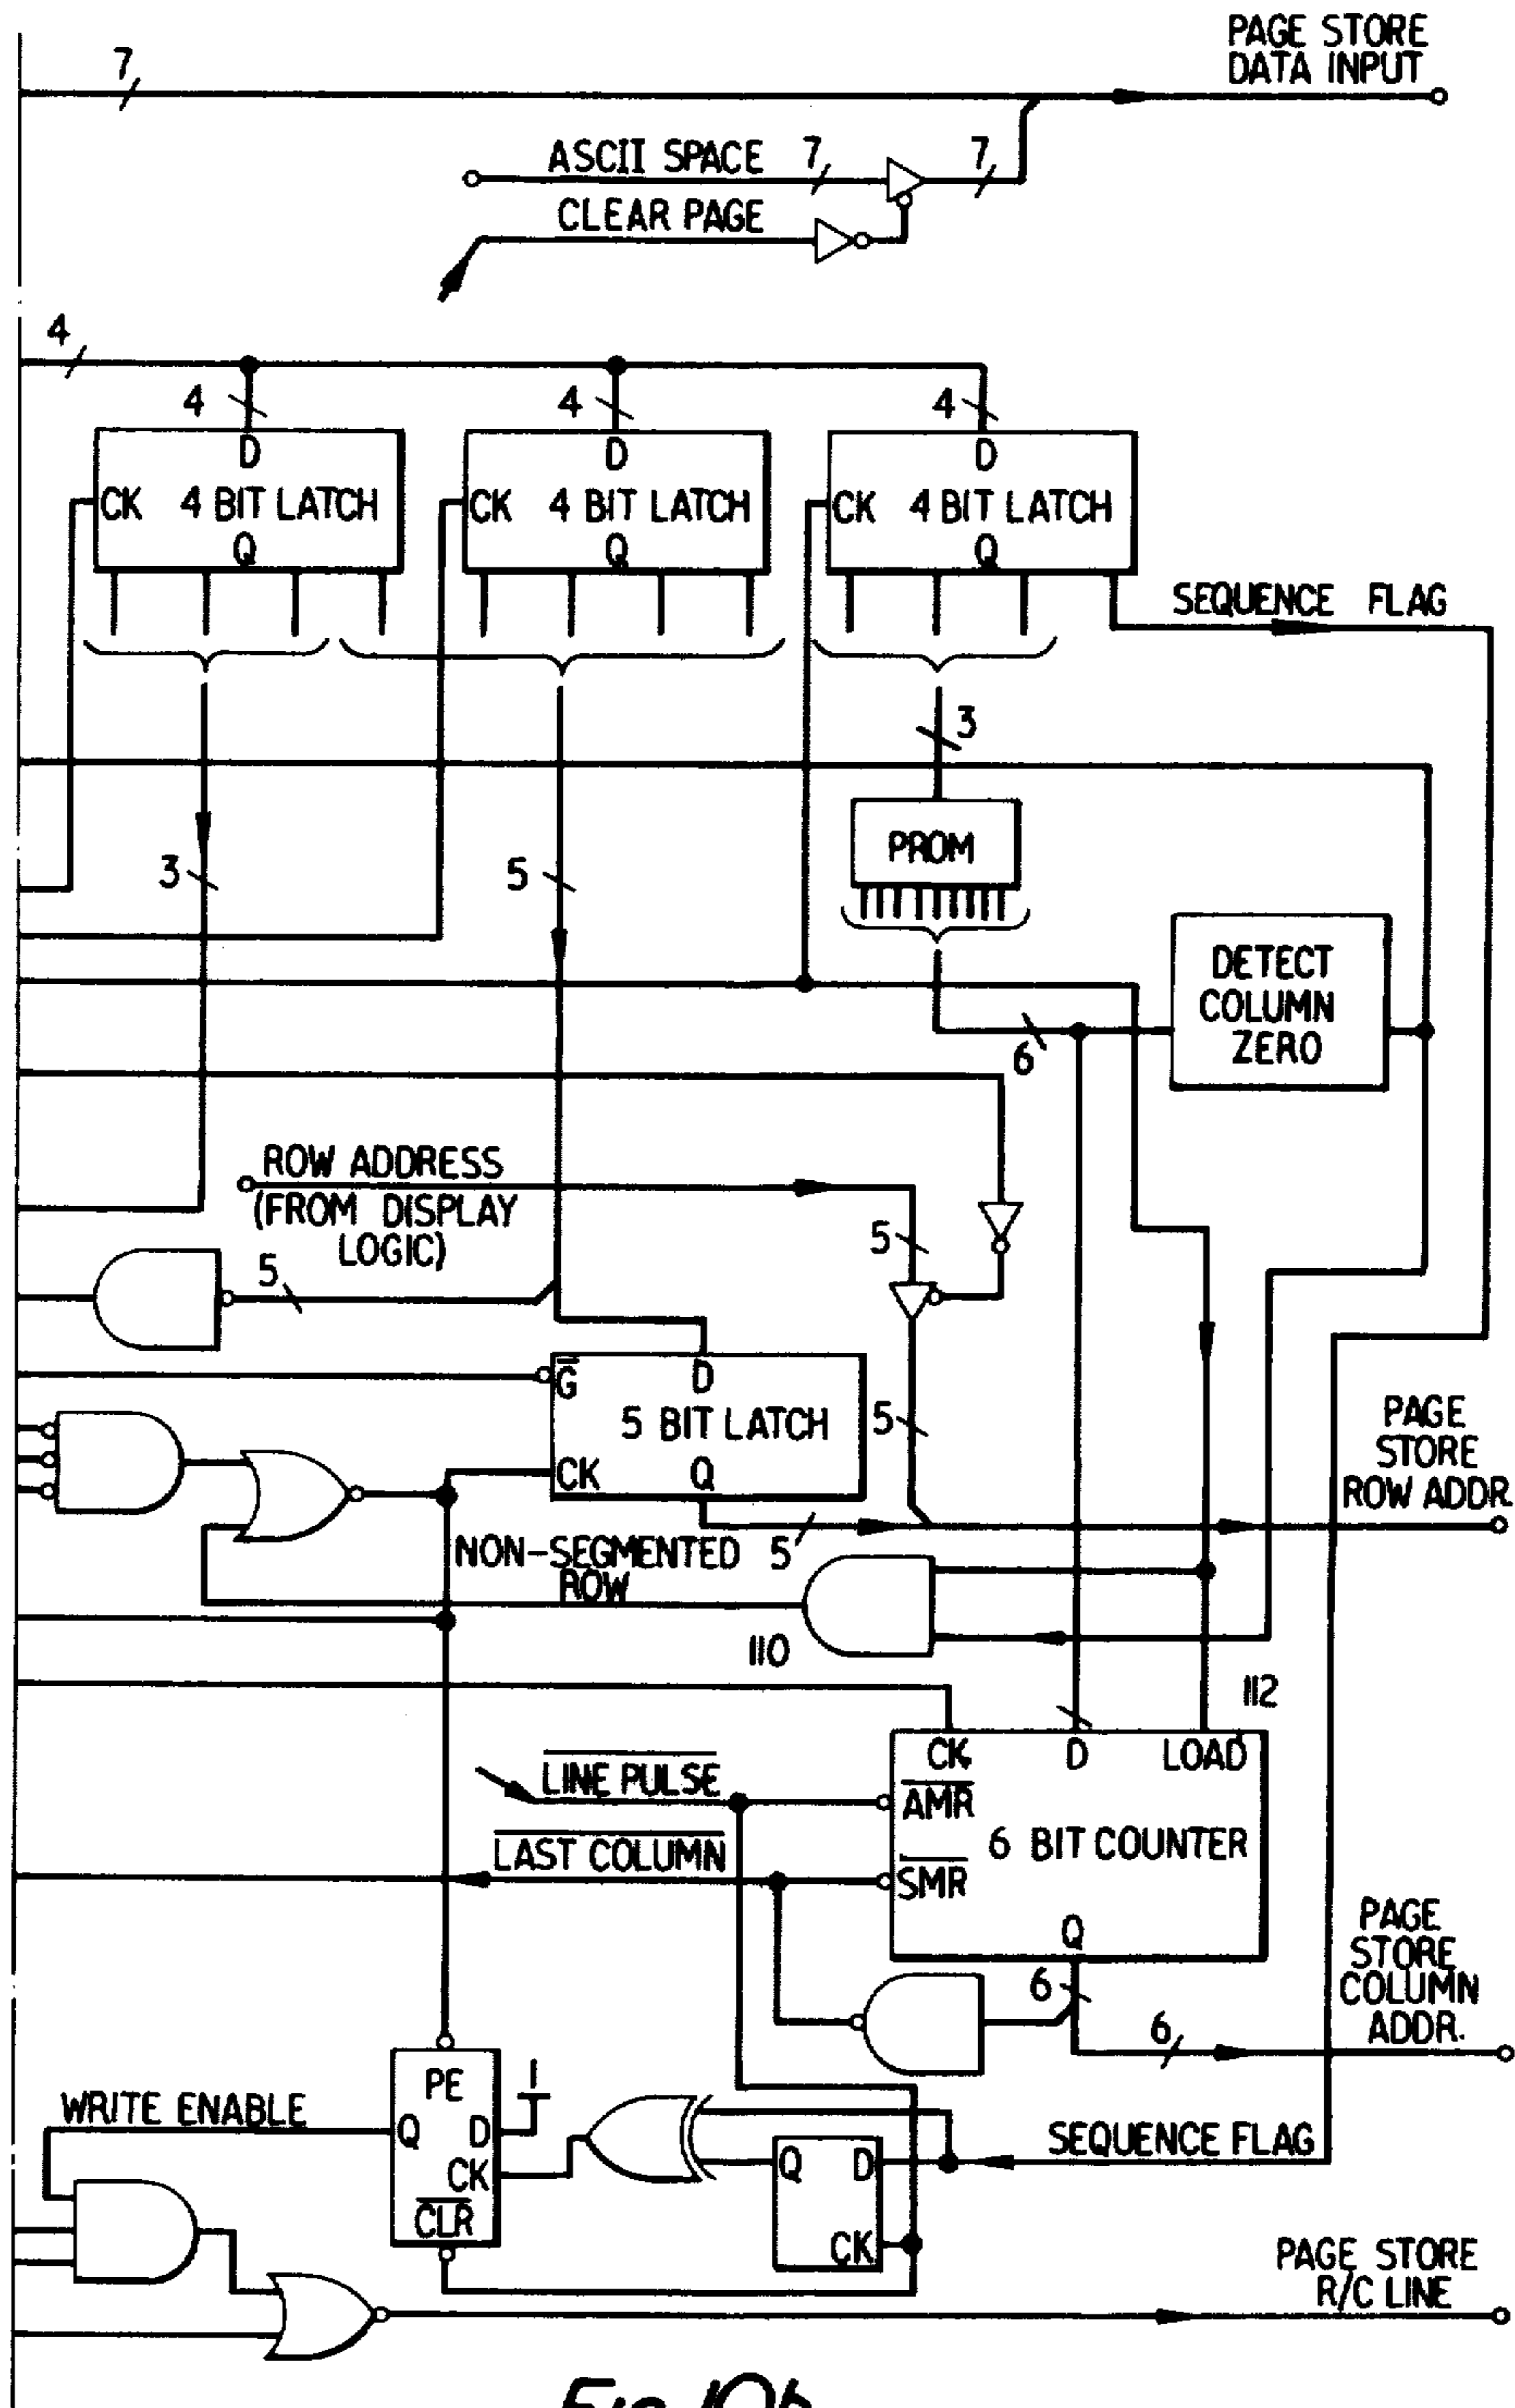 PAGE STORE
DATA INPUT
7
ASCII SPACE
7
7
CLEAR PAGE
4
4
4
4
D
D
D
CK 4 BIT LATCH
CK 4 BIT LATCH
CK 4 BIT LATCH
Q
Q
Q
SEQUENCE FLAG
3
PROM
3
5
DETECT
COLUMN
ZERO
6
ROW ADDRESS
(FROM DISPLAY
LOGIC)
5
5
G
D
5 BIT LATCH
CK
Q
5
PAGE
STORE
ROW ADDR.
NON-SEGMENTED
ROW
5
110
112
CK
D
LOAD
LINE PULSE
AMR
6 BIT COUNTER
LAST COLUMN
SMR
Q
6
PAGE
STORE
COLUMN
ADDR.
6
PE
1
WRITE ENABLE
Q
D
CK
CLR
Q
D
CK
SEQUENCE FLAG
PAGE STORE
R/C LINE
Fig. 10b